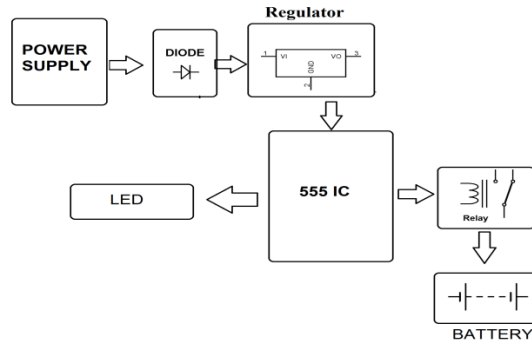 Regulator
POWER
SUPPLY
DIODE
1 VI VO 3
GND
2
555 IC
LED
Relay
BATTERY